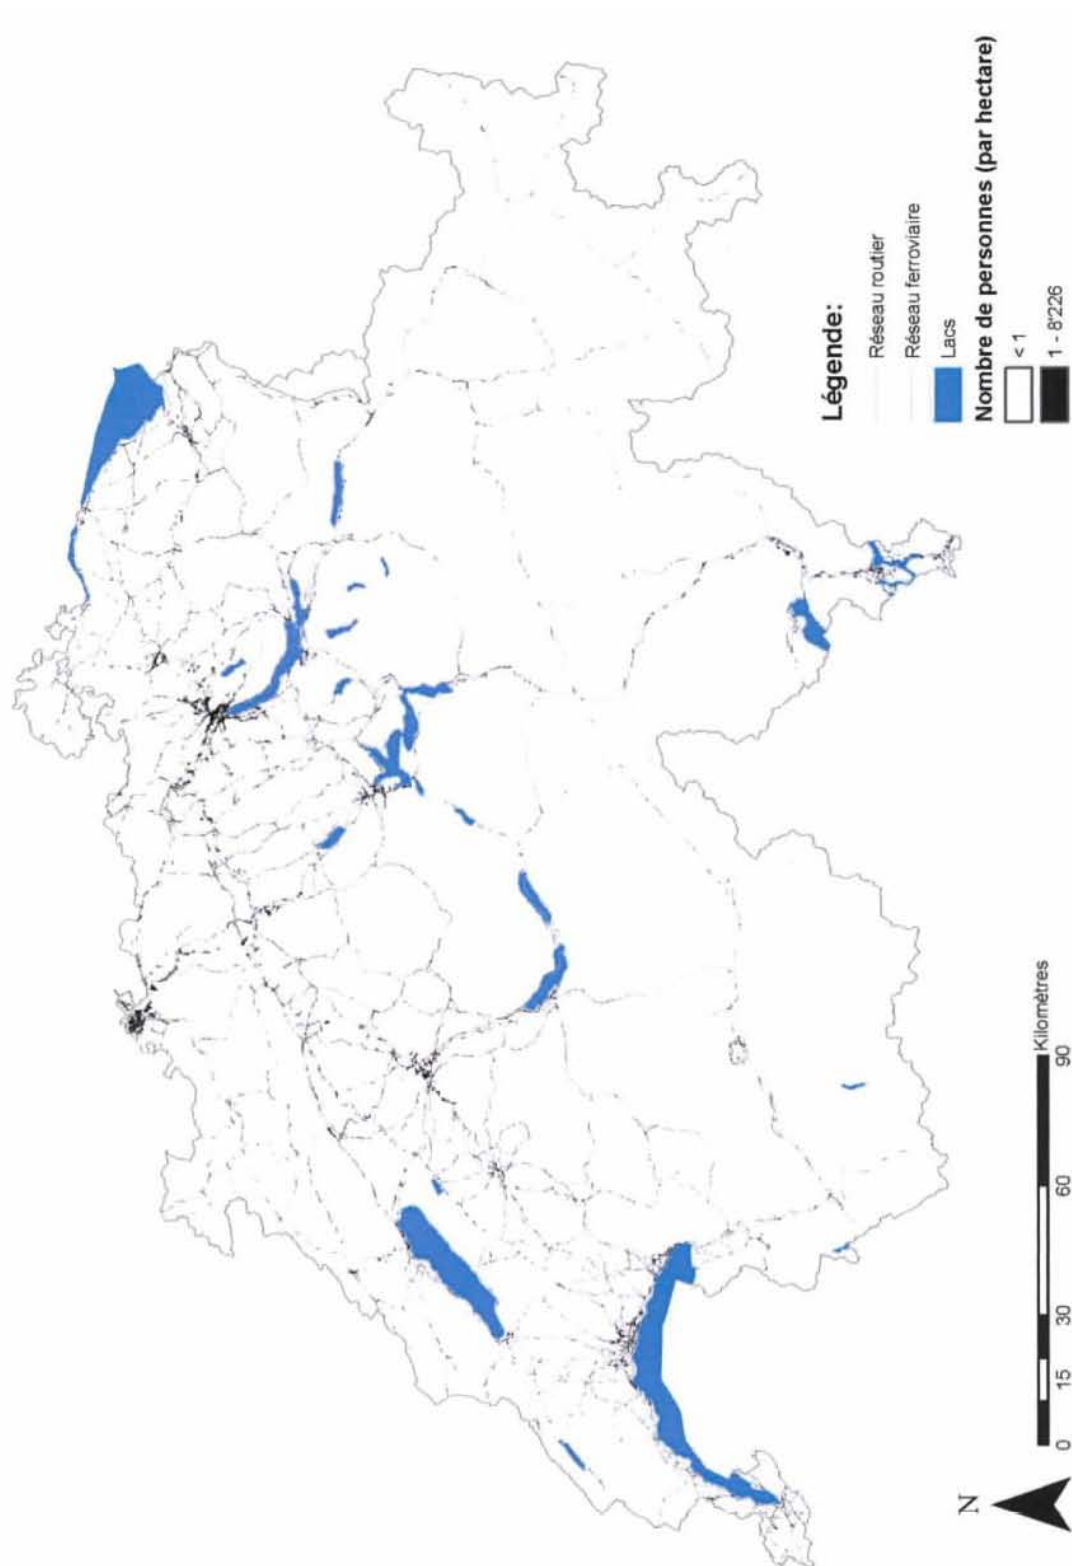 Légende:
Réseau routier
Réseau ferroviaire
Lacs
Nombre de personnes (par hectare)
< 1
1 - 8'226
N
Kilomètres
0 15 30 60 90